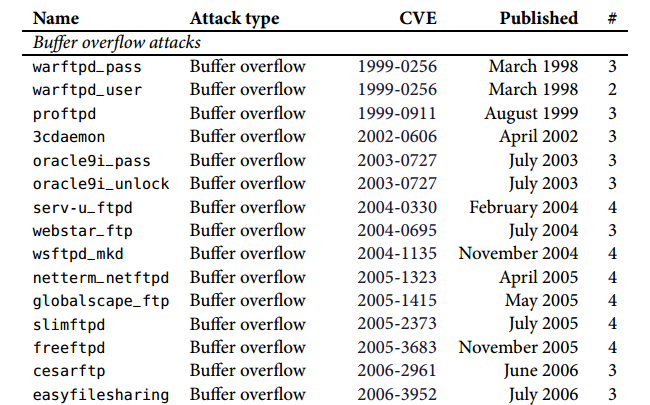 Name Attack type CVE Published #
Buffer overflow attacks
warftpd_pass Buffer overflow 1999-0256 March 1998 3
warftpd_user Buffer overflow 1999-0256 March 1998 2
proftpd Buffer overflow 1999-0911 August 1999 3
3cdaemon Buffer overflow 2002-0606 April 2002 3
oracle9i_pass Buffer overflow 2003-0727 July 2003 3
oracle9i_unlock Buffer overflow 2003-0727 July 2003 3
serv-u_ftpd Buffer overflow 2004-0330 February 2004 4
webstar_ftp Buffer overflow 2004-0695 July 2004 3
wsftpd_mkd Buffer overflow 2004-1135 November 2004 4
netterm_netftpd Buffer overflow 2005-1323 April 2005 4
globalscape_ftp Buffer overflow 2005-1415 May 2005 4
slimftpd Buffer overflow 2005-2373 July 2005 4
freeftpd Buffer overflow 2005-3683 November 2005 4
cesarftp Buffer overflow 2006-2961 June 2006 3
easyfilesharing Buffer overflow 2006-3952 July 2006 3